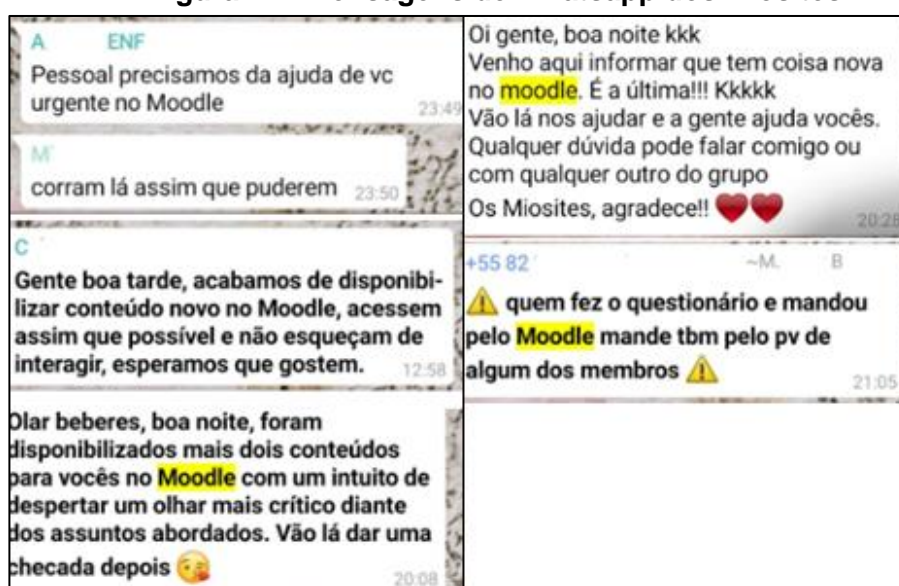 A ENF
Pessoal precisamos da ajuda de vc
urgente no Moodle
23:49
M
corram lá assim que puderem 23:50
C
Gente boa tarde, acabamos de disponibi-
lizar conteúdo novo no Moodle, acessem
assim que possível e não esqueçam de
interagir, esperamos que gostem. 12:58
Olar beberes, boa noite, foram
disponibilizados mais dois conteúdos
para vocês no Moodle com um intuito de
despertar um olhar mais crítico diante
dos assuntos abordados. Vão lá dar uma
checada depois 😘
20:08
Oi gente, boa noite kkk
Venho aqui informar que tem coisa nova
no moodle. É a última!!! Kkkkk
Vão lá nos ajudar e a gente ajuda vocês.
Qualquer dúvida pode falar comigo ou
com qualquer outro do grupo
Os Miosites, agradece!! ❤️❤️
20:28
+55 82 ~M. B
⚠️ quem fez o questionário e mandou
pelo Moodle mande tbm pelo pv de
algum dos membros ⚠️
21:05